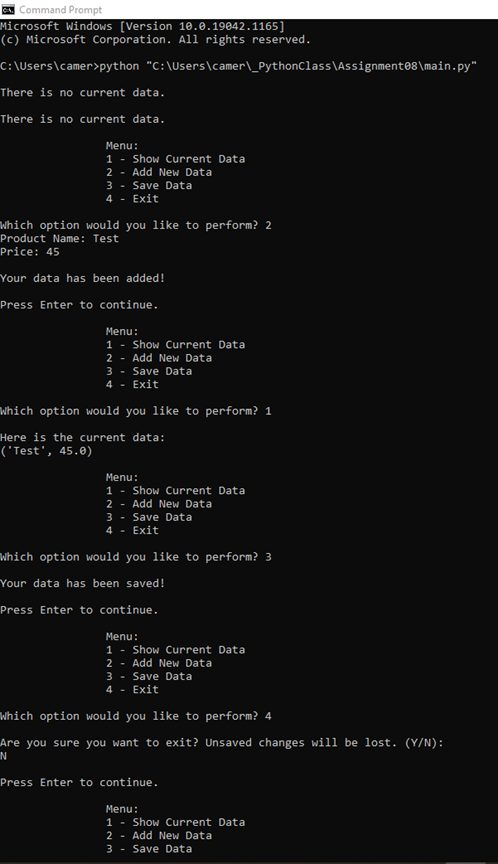 Command Prompt
Microsoft Windows [Version 10.0.19042.1165]
(c) Microsoft Corporation. All rights reserved.
C:\Users\camer>python "C:\Users\camer\_PythonClass\Assignment08\main.py"
There is no current data.
There is no current data.
Menu:
1 - Show Current Data
2 - Add New Data
3 - Save Data
4 - Exit
Which option would you like to perform? 2
Product Name: Test
Price: 45
Your data has been added!
Press Enter to continue.
Menu:
1 - Show Current Data
2 - Add New Data
3 - Save Data
4 - Exit
Which option would you like to perform? 1
Here is the current data:
('Test', 45.0)
Menu:
1 - Show Current Data
2 - Add New Data
3 - Save Data
4 - Exit
Which option would you like to perform? 3
Your data has been saved!
Press Enter to continue.
Menu:
1 - Show Current Data
2 - Add New Data
3 - Save Data
4 - Exit
Which option would you like to perform? 4
Are you sure you want to exit? Unsaved changes will be lost. (Y/N):
N
Press Enter to continue.
Menu:
1 - Show Current Data
2 - Add New Data
3 - Save Data